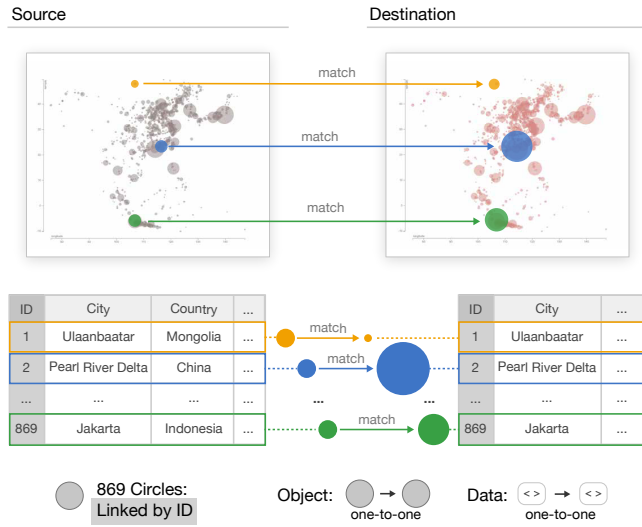 Source
Destination
match
match
match
ID City Country ...
1 Ulaanbaatar Mongolia ...
2 Pearl River Delta China ...
... ... ... ...
869 Jakarta Indonesia ...
match
match
... ...
match
ID City ...
1 Ulaanbaatar ...
2 Pearl River Delta ...
... ... ...
869 Jakarta ...
869 Circles:
Linked by ID
Object:
one-to-one
Data: <> <>
one-to-one